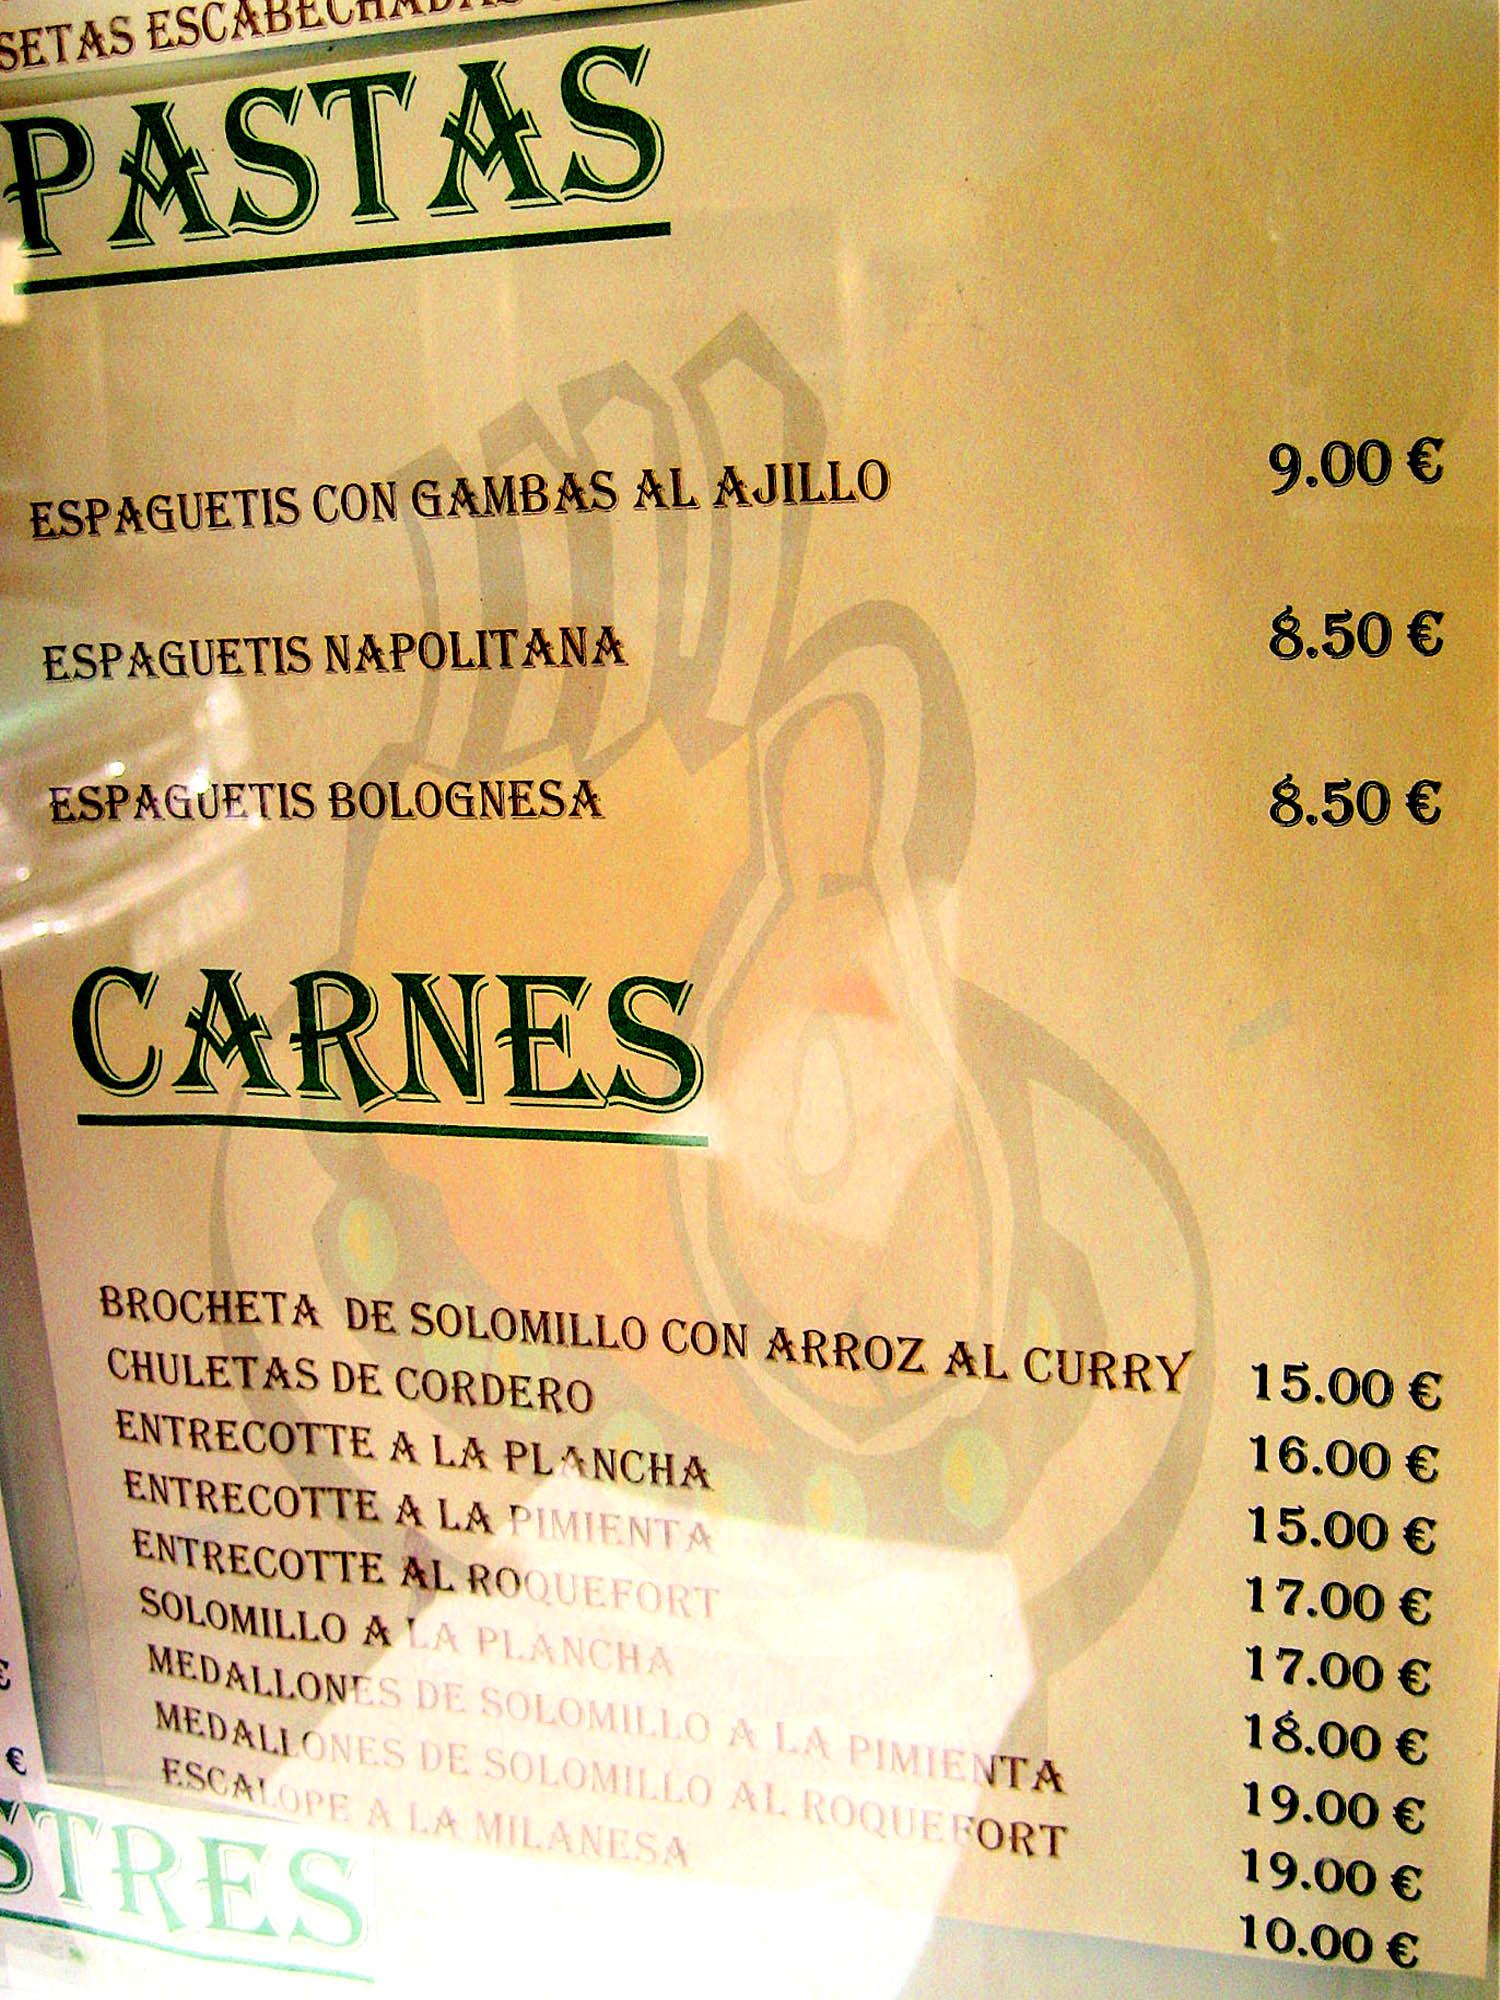 SETAS ESCABECHADAS
PASTAS
ESPAGUETIS CON GAMBAS AL AJILLO 9.00 €
ESPAGUETIS NAPOLITANA 8.50 €
ESPAGUETIS BOLOGNESA 8.50 €
CARNES
BROCHETA DE SOLOMILLO CON ARROZ AL CURRY 15.00 €
CHULETAS DE CORDERO 16.00 €
ENTRECOTTE A LA PLANCHA 15.00 €
ENTRECOTTE A LA PIMIENTA 17.00 €
ENTRECOTTE AL ROQUEFORT 17.00 €
SOLOMILLO A LA PLANCHA 18.00 €
MEDALLONES DE SOLOMILLO A LA PIMIENTA 19.00 €
MEDALLONES DE SOLOMILLO AL ROQUEFORT 19.00 €
ESCALOPE A LA MILANESA 10.00 €
€
€
STRES